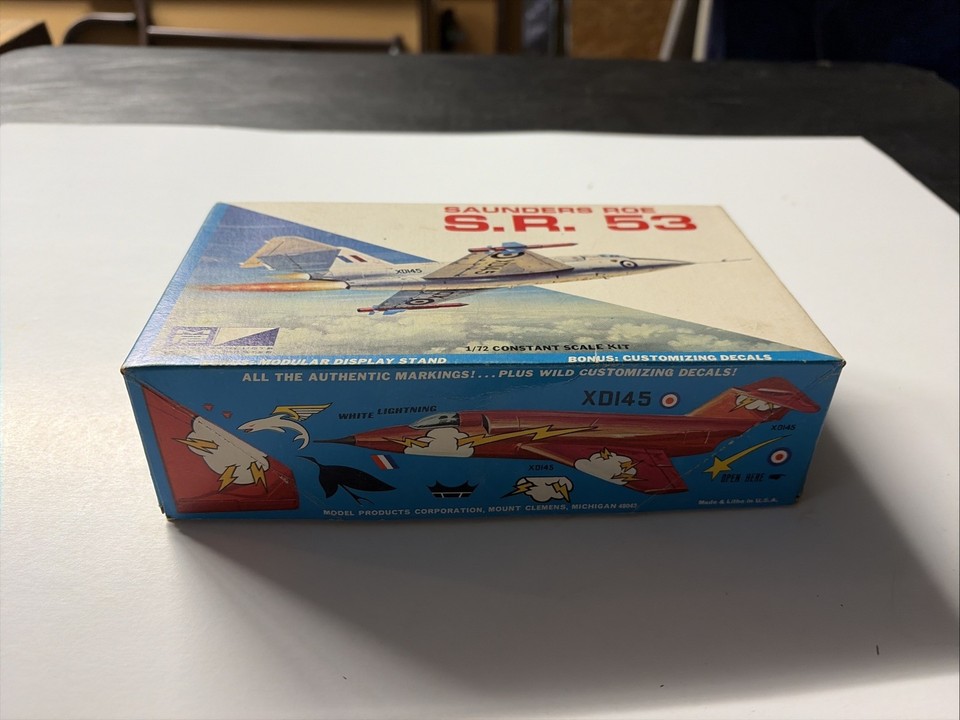 SAUNDERS ROE
S.R. 53
XD145
mpc
1/72 CONSTANT SCALE KIT
MODULAR DISPLAY STAND
BONUS: CUSTOMIZING DECALS
ALL THE AUTHENTIC MARKINGS!...PLUS WILD CUSTOMIZING DECALS!
WHITE LIGHTNING
XD145
XD145
XD145
OPEN HERE
MODEL PRODUCTS CORPORATION, MOUNT CLEMENS, MICHIGAN 48043
Made & Litho in U.S.A.